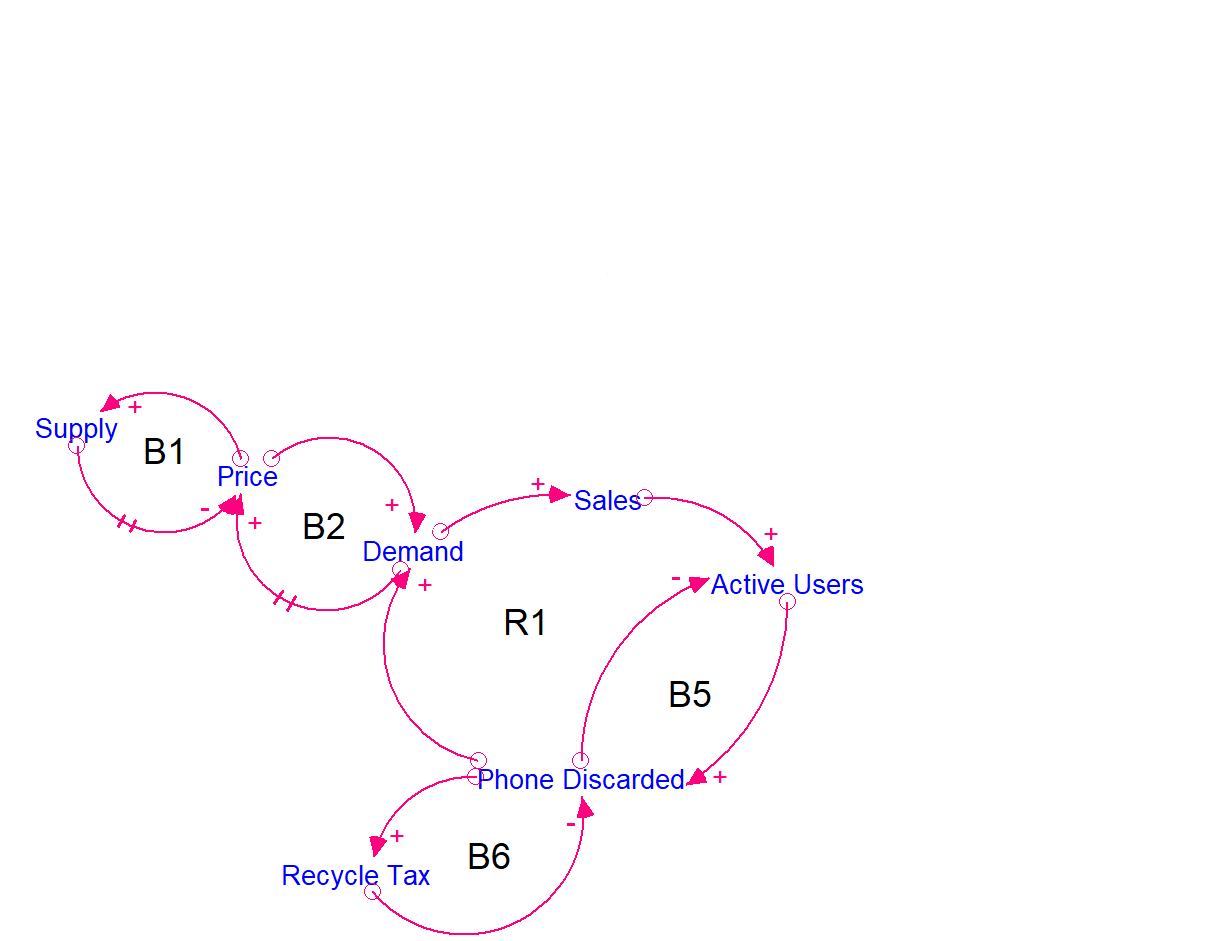 +
Supply
B1
Price
-
+
B2
+
+
Sales
+
Demand
+
-
Active Users
R1
B5
Phone Discarded
+
+
-
B6
Recycle Tax